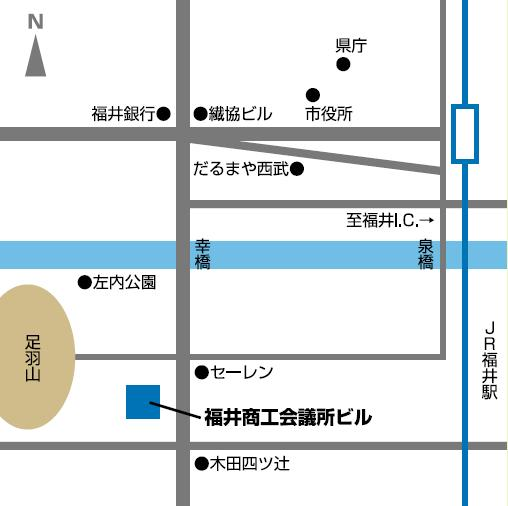 N
県庁
福井銀行
繊協ビル
市役所
だるまや西武
至福井I.C.→
幸橋
泉橋
左内公園
足羽山
JR福井駅
セーレン
福井商工会議所ビル
木田四ツ辻